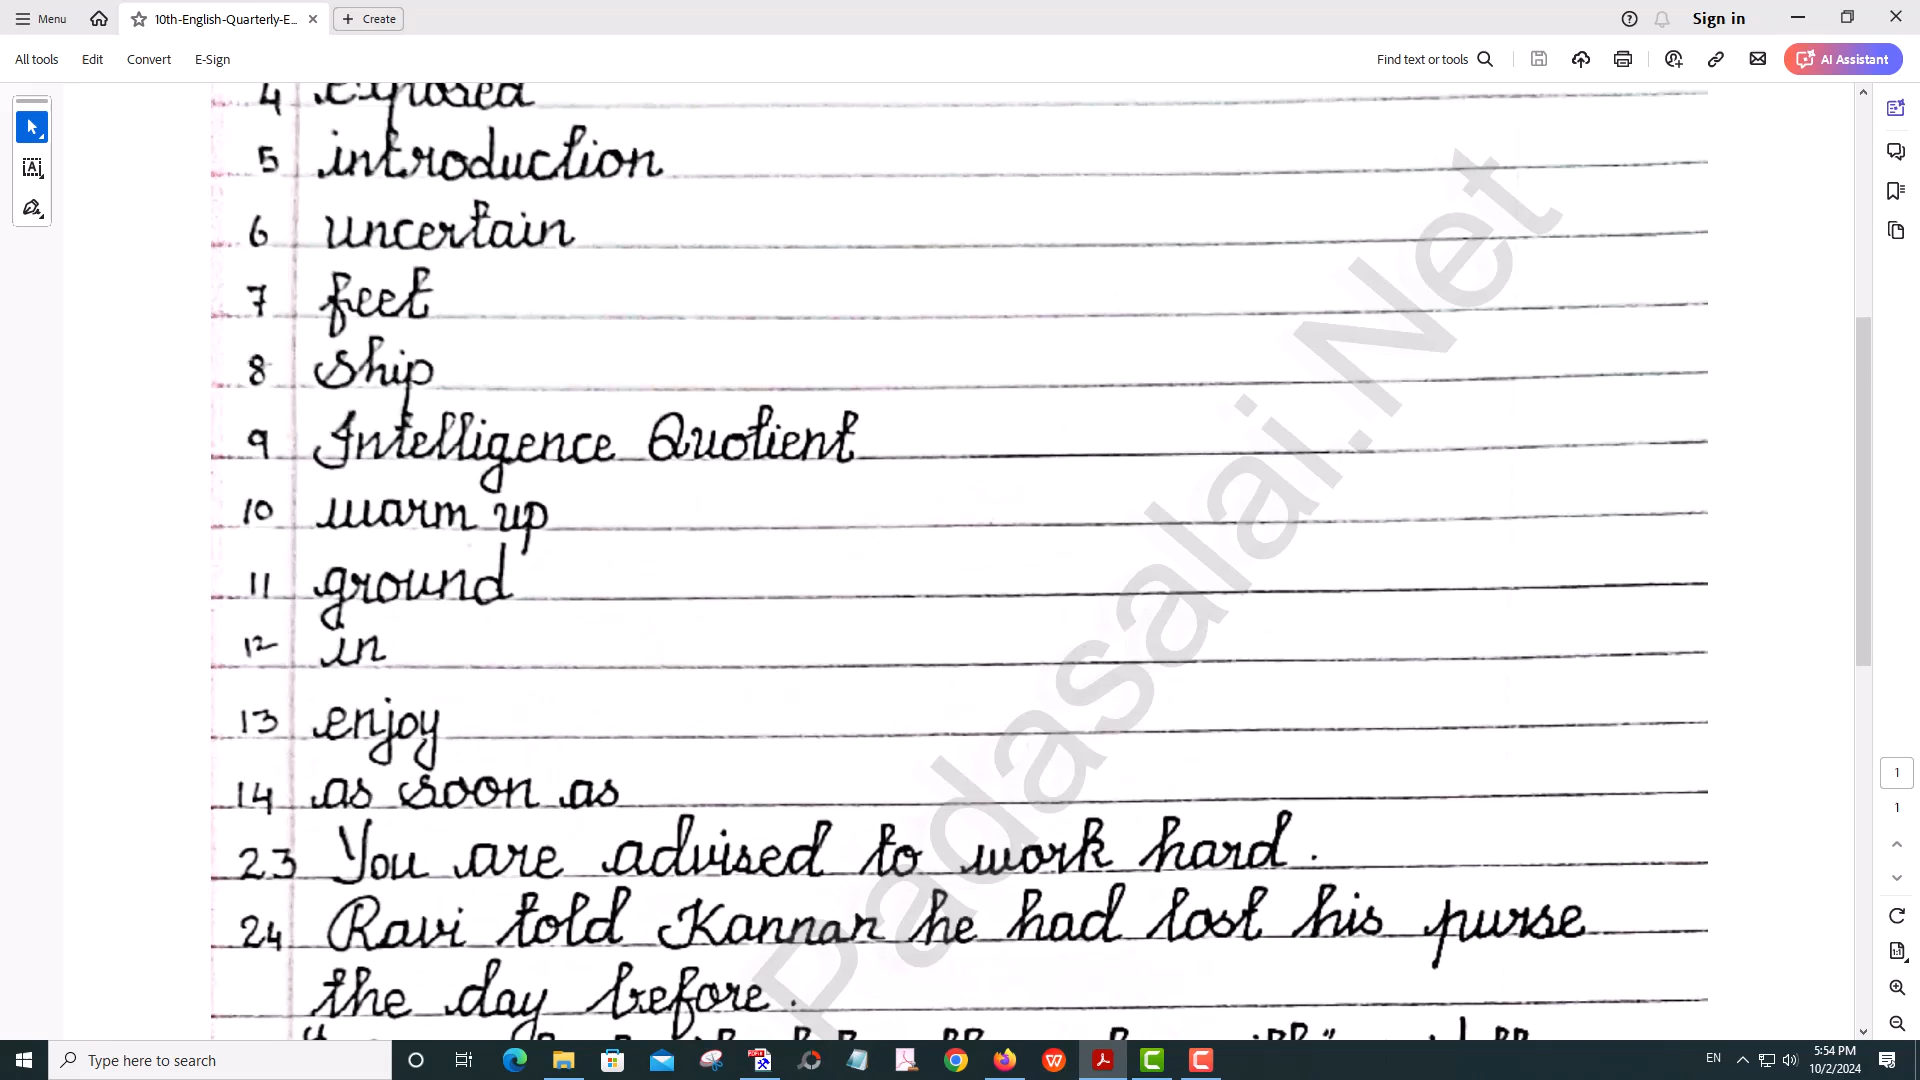 Menu
10th-English-Quarterly-E...
Create
Sign in
All tools
Edit
Convert
E-Sign
Find text or tools
AI Assistant
4 exposed
5 introduction
6 uncertain
7 feet
8 ship
9 Intelligence Quotient
10 warm up
11 ground
12 in
13 enjoy
14 as soon as
23 You are advised to work hard.
24 Ravi told Kannan he had lost his purse
the day before.
Padasalai.Net
1
1
Type here to search
EN
5:54 PM
10/2/2024